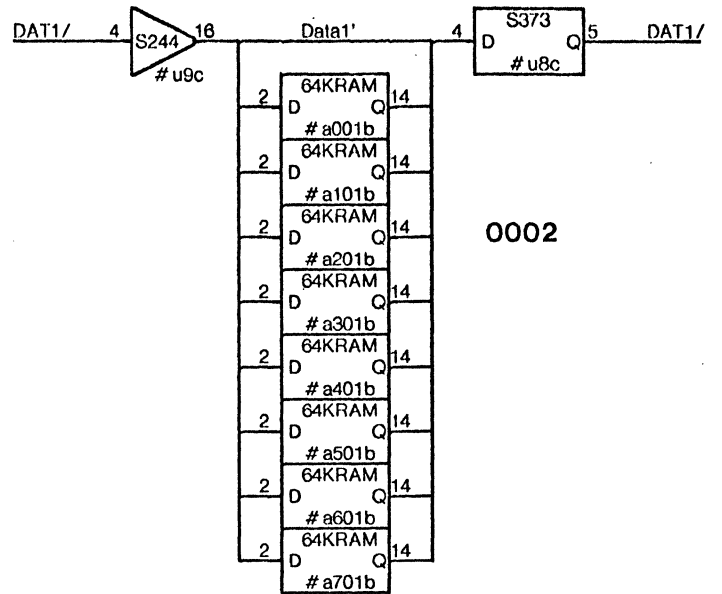 DAT1/ 4 S244 16 Data1' 4 S373 5 DAT1/
D Q
# u9c # u8c
64KRAM
2 D Q 14
# a001b
64KRAM
2 D Q 14
# a101b
64KRAM
2 D Q 14
# a201b
0002
64KRAM
2 D Q 14
# a301b
64KRAM
2 D Q 14
# a401b
64KRAM
2 D Q 14
# a501b
64KRAM
2 D Q 14
# a601b
64KRAM
2 D Q 14
# a701b